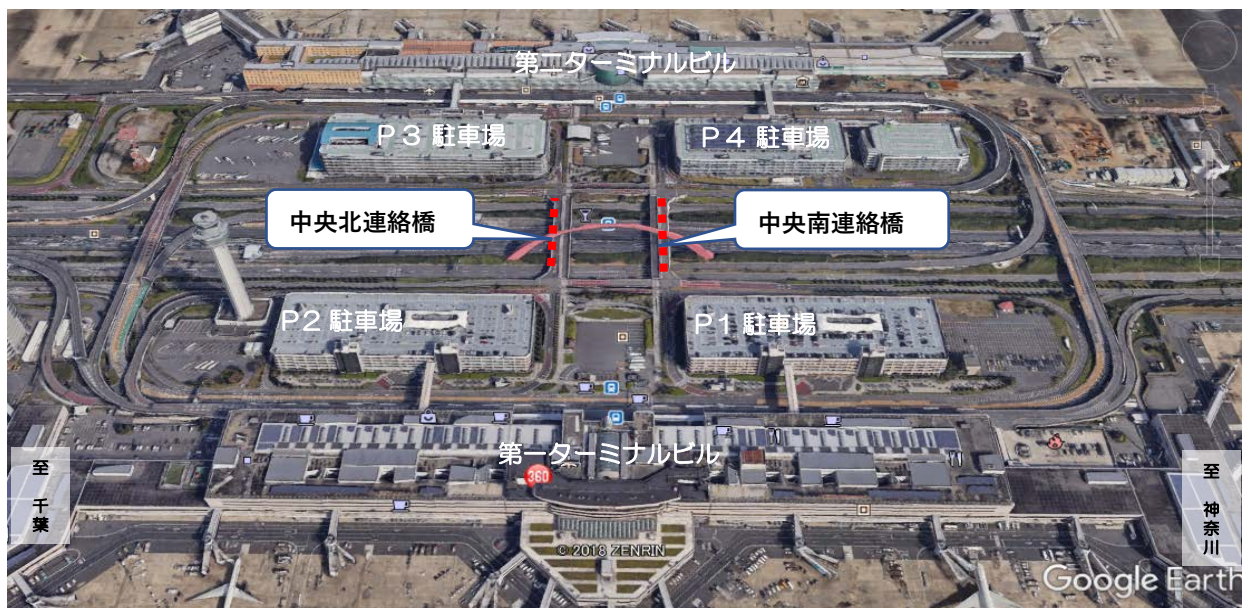 第二ターミナルビル
P3 駐車場
P4 駐車場
中央北連絡橋
中央南連絡橋
P2 駐車場
P1 駐車場
第一ターミナルビル
360
至 千葉
至 神奈川
© 2018 ZENRIN
Google Earth